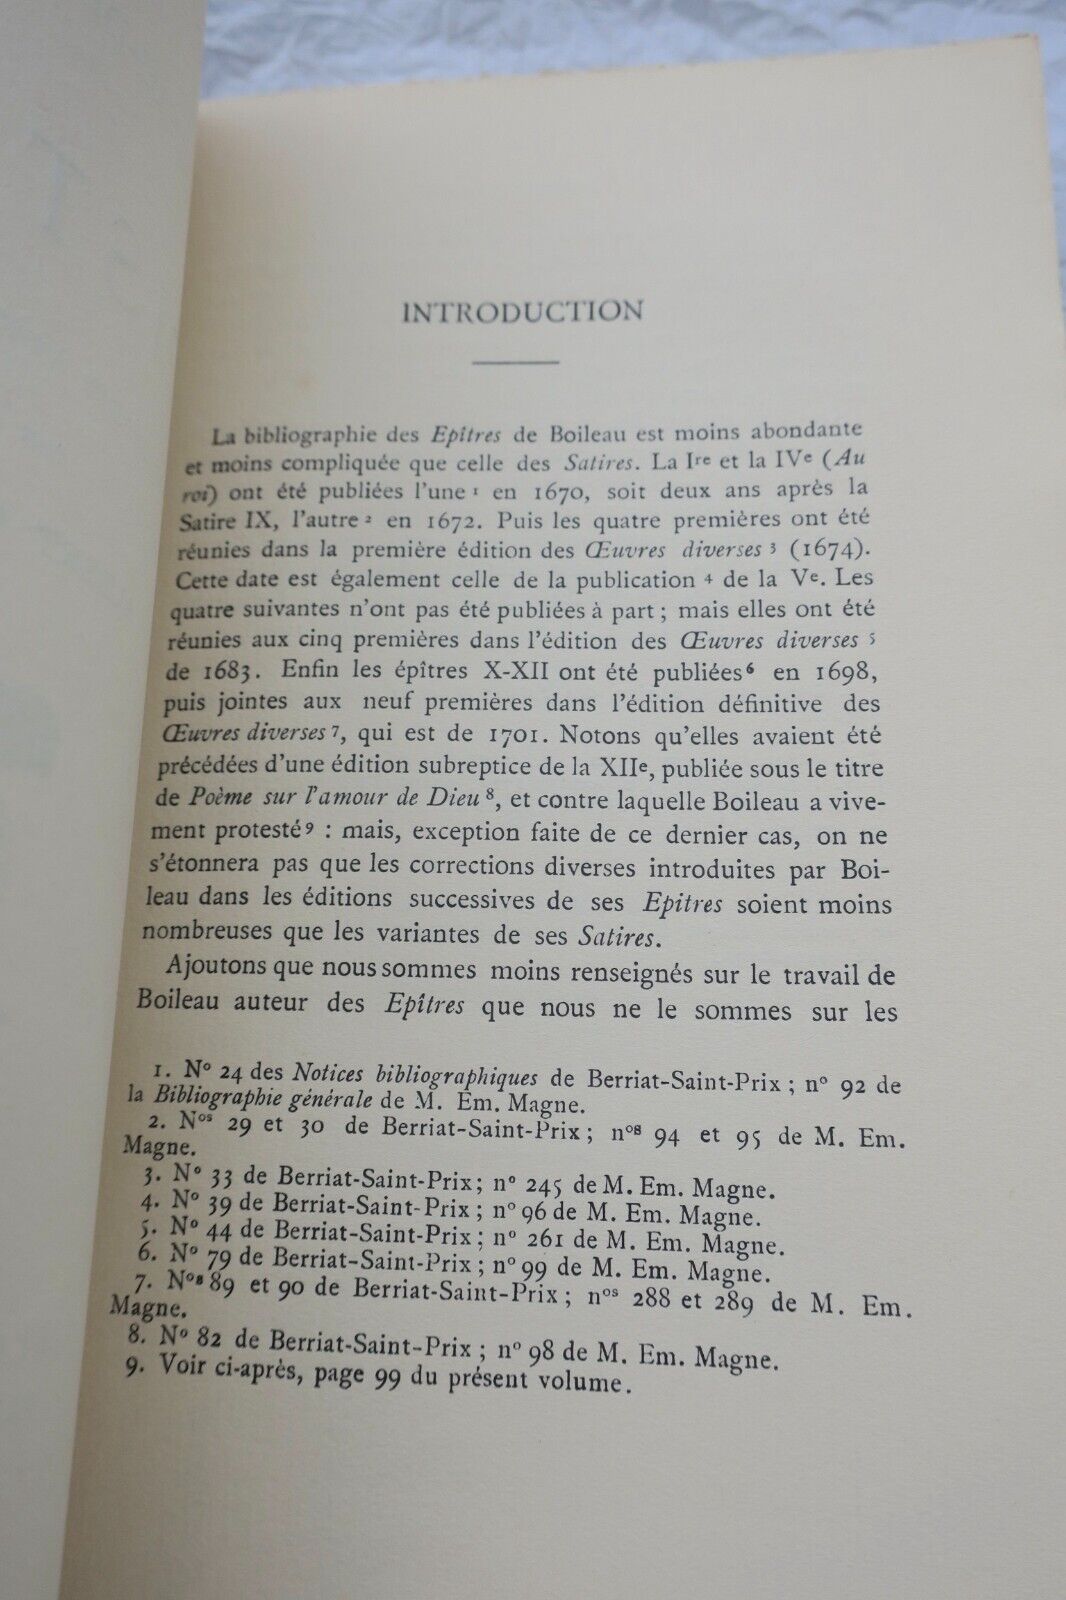 INTRODUCTION
La bibliographie des Epîtres de Boileau est moins abondante
et moins compliquée que celle des Satires. La Iʳᵉ et la IVᵉ (Au
roi) ont été publiées l'une ¹ en 1670, soit deux ans après la
Satire IX, l'autre ² en 1672. Puis les quatre premières ont été
réunies dans la première édition des Œuvres diverses ³ (1674).
Cette date est également celle de la publication ⁴ de la Vᵉ. Les
quatre suivantes n'ont pas été publiées à part ; mais elles ont été
réunies aux cinq premières dans l'édition des Œuvres diverses ⁵
de 1683. Enfin les épîtres X-XII ont été publiées⁶ en 1698,
puis jointes aux neuf premières dans l'édition définitive des
Œuvres diverses ⁷, qui est de 1701. Notons qu'elles avaient été
précédées d'une édition subreptice de la XIIᵉ, publiée sous le titre
de Poème sur l'amour de Dieu ⁸, et contre laquelle Boileau a vive-
ment protesté ⁹ : mais, exception faite de ce dernier cas, on ne
s'étonnera pas que les corrections diverses introduites par Boi-
leau dans les éditions successives de ses Epîtres soient moins
nombreuses que les variantes de ses Satires.
Ajoutons que nous sommes moins renseignés sur le travail de
Boileau auteur des Epîtres que nous ne le sommes sur les
1. Nᵒ 24 des Notices bibliographiques de Berriat-Saint-Prix ; nᵒ 92 de
la Bibliographie générale de M. Em. Magne.
2. Nᵒˢ 29 et 30 de Berriat-Saint-Prix ; nᵒˢ 94 et 95 de M. Em.
Magne.
3. Nᵒ 33 de Berriat-Saint-Prix ; nᵒ 245 de M. Em. Magne.
4. Nᵒ 39 de Berriat-Saint-Prix ; nᵒ 96 de M. Em. Magne.
5. Nᵒ 44 de Berriat-Saint-Prix ; nᵒ 261 de M. Em. Magne.
6. Nᵒ 79 de Berriat-Saint-Prix ; nᵒ 99 de M. Em. Magne.
7. Nᵒˢ 89 et 90 de Berriat-Saint-Prix ; nᵒˢ 288 et 289 de M. Em.
Magne.
8. Nᵒ 82 de Berriat-Saint-Prix ; nᵒ 98 de M. Em. Magne.
9. Voir ci-après, page 99 du présent volume.